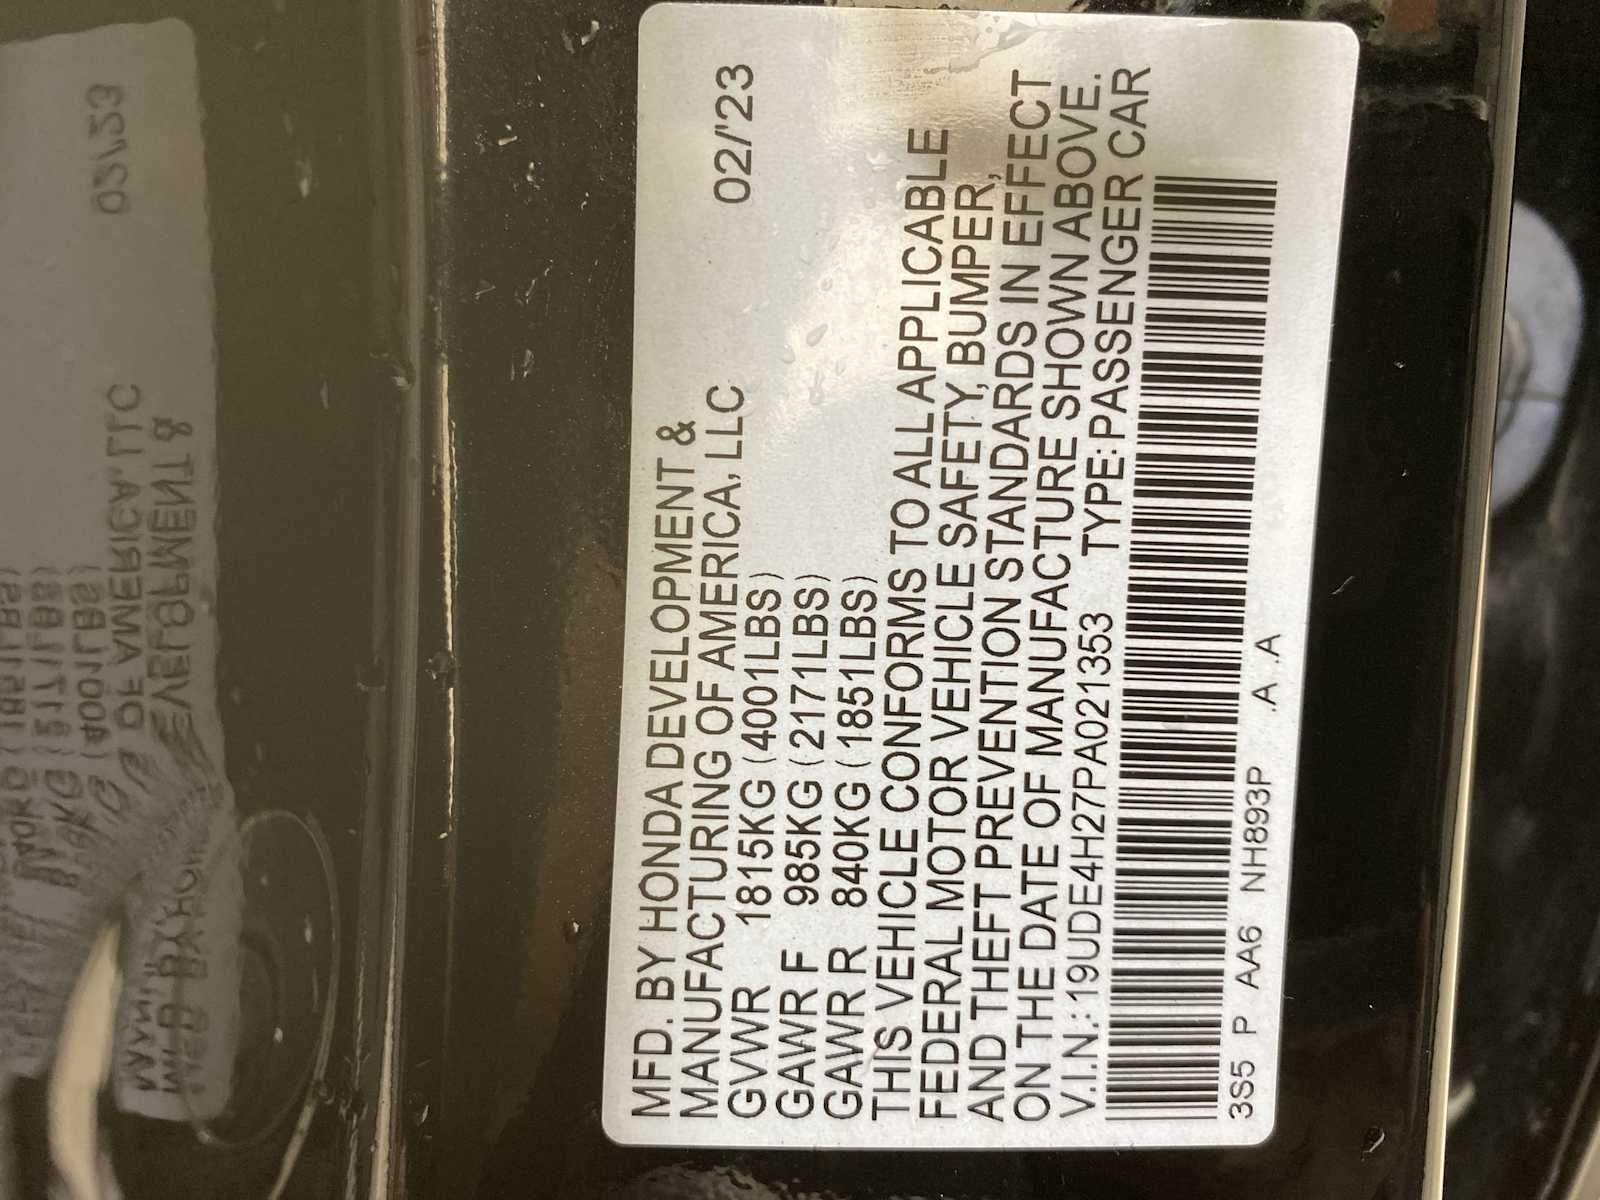 MFD. BY HONDA DEVELOPMENT &
MANUFACTURING OF AMERICA, LLC 02/'23
GVWR 1815KG (4001LBS)
GAWR F 985KG (2171LBS)
GAWR R 840KG (1851LBS)
THIS VEHICLE CONFORMS TO ALL APPLICABLE
FEDERAL MOTOR VEHICLE SAFETY, BUMPER,
AND THEFT PREVENTION STANDARDS IN EFFECT
ON THE DATE OF MANUFACTURE SHOWN ABOVE.
V.I.N.: 19UDE4H27PA021353 TYPE: PASSENGER CAR
3S5 P AA6 NH893P .A .A